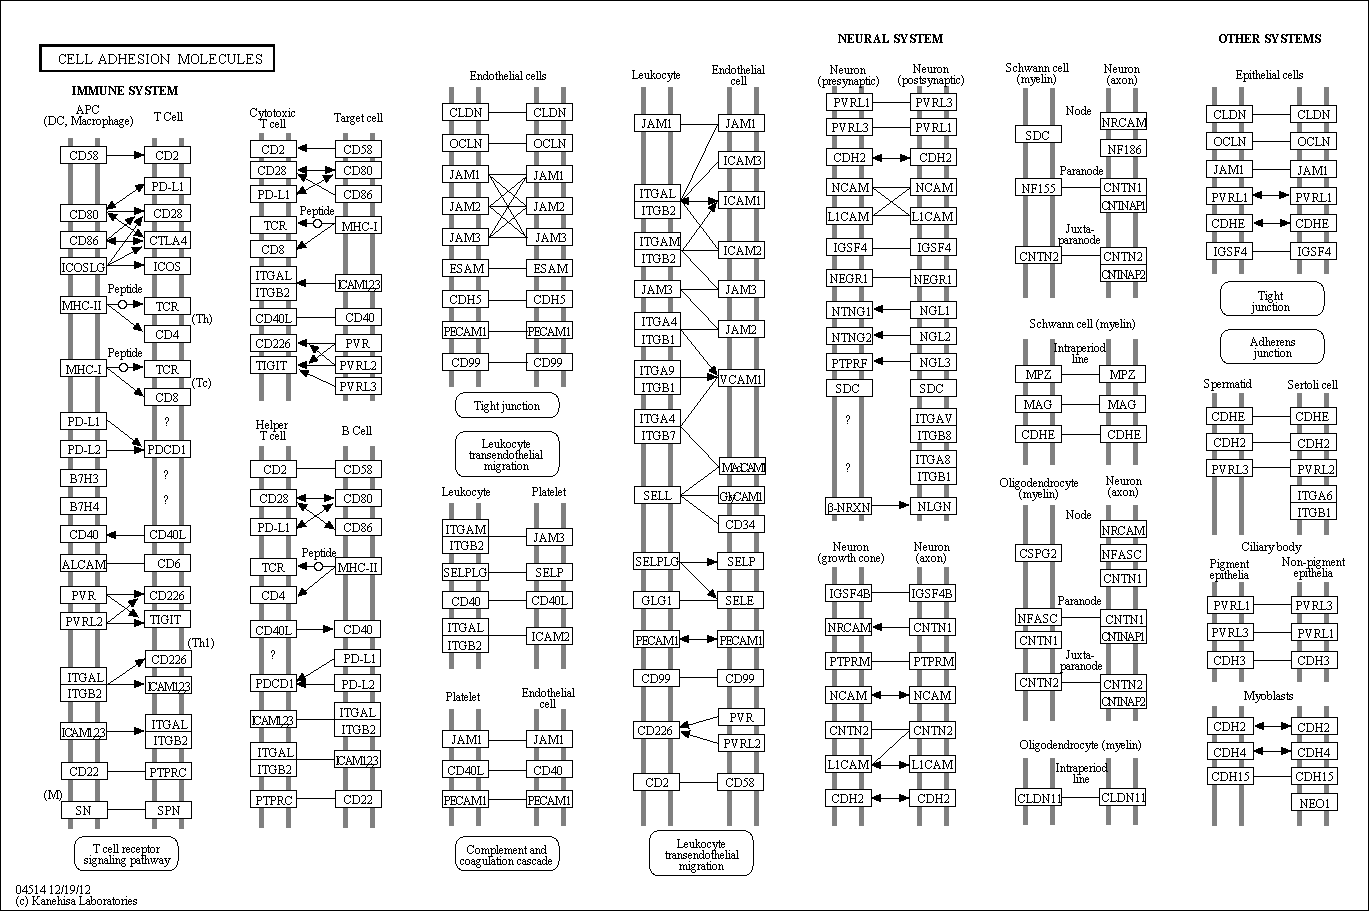 CELL ADHESION MOLECULES
IMMUNE SYSTEM
APC
(DC, Macrophage)
T Cell
CD58
CD2
PD-L1
CD80
CD28
CD86
CTLA4
ICOSLG
ICOS
Peptide
MHC-II
TCR
(Th)
CD4
Peptide
MHC-I
TCR
(Tc)
CD8
PD-L1
?
PD-L2
PDCD1
B7H3
?
B7H4
?
CD40
CD40L
ALCAM
CD6
PVR
CD226
PVRL2
TIGIT
(Th1)
CD226
ITGAL
ITGB2
ICAM123
ICAM123
ITGAL
ITGB2
CD22
PTPRC
(M)
SN
SPN
T cell receptor
signaling pathway
Cytotoxic
T cell
Target cell
CD2
CD58
CD28
CD80
PD-L1
CD86
Peptide
TCR
MHC-I
CD8
ITGAL
ITGB2
ICAM123
CD40L
CD40
CD226
PVR
TIGIT
PVRL2
PVRL3
Helper
T cell
B Cell
CD2
CD58
CD28
CD80
PD-L1
CD86
Peptide
TCR
MHC-II
CD4
CD40L
CD40
?
PD-L1
PDCD1
PD-L2
ICAM123
ITGAL
ITGB2
ITGAL
ITGB2
ICAM123
PTPRC
CD22
Endothelial cells
CLDN
CLDN
OCLN
OCLN
JAM1
JAM1
JAM2
JAM2
JAM3
JAM3
ESAM
ESAM
CDH5
CDH5
PECAM1
PECAM1
CD99
CD99
Tight junction
Leukocyte
transendothelial
migration
Leukocyte
Platelet
ITGAM
ITGB2
JAM3
SELPLG
SELP
CD40
CD40L
ITGAL
ITGB2
ICAM2
Platelet
Endothelial
cell
JAM1
JAM1
CD40L
CD40
PECAM1
PECAM1
Complement and
coagulation cascade
Leukocyte
Endothelial
cell
JAM1
JAM1
ICAM3
ITGAL
ITGB2
ICAM1
ITGAM
ITGB2
ICAM2
JAM3
JAM3
ITGA4
ITGB1
JAM2
ITGA9
ITGB1
VCAM1
ITGA4
ITGB7
MAdCAM1
SELL
GlyCAM1
CD34
SELPLG
SELP
GLG1
SELE
PECAM1
PECAM1
CD99
CD99
PVR
CD226
PVRL2
CD2
CD58
Leukocyte
transendothelial
migration
NEURAL SYSTEM
Neuron
(presynaptic)
Neuron
(postsynaptic)
PVRL1
PVRL3
PVRL3
PVRL1
CDH2
CDH2
NCAM
NCAM
L1CAM
L1CAM
IGSF4
IGSF4
NEGR1
NEGR1
NTNG1
NGL1
NTNG2
NGL2
PTPRF
NGL3
SDC
SDC
?
ITGAV
ITGB8
?
ITGA8
ITGB1
β-NRXN
NLGN
Neuron
(growth cone)
Neuron
(axon)
IGSF4B
IGSF4B
NRCAM
CNTN1
PTPRM
PTPRM
NCAM
NCAM
CNTN2
CNTN2
L1CAM
L1CAM
CDH2
CDH2
Schwann cell
(myelin)
Neuron
(axon)
Node
NRCAM
SDC
NF186
Paranode
NF155
CNTN1
CNTNAP1
Juxta-
paranode
CNTN2
CNTN2
CNTNAP2
Schwann cell (myelin)
Intraperiod
line
MPZ
MPZ
MAG
MAG
CDHE
CDHE
Oligodendrocyte
(myelin)
Neuron
(axon)
Node
NRCAM
CSPG2
NFASC
CNTN1
Paranode
NFASC
CNTN1
CNTN1
CNTNAP1
Juxta-
paranode
CNTN2
CNTN2
CNTNAP2
Oligodendrocyte (myelin)
Intraperiod
line
CLDN11
CLDN11
OTHER SYSTEMS
Epithelial cells
CLDN
CLDN
OCLN
OCLN
JAM1
JAM1
PVRL1
PVRL1
CDHE
CDHE
IGSF4
IGSF4
Tight
junction
Adherens
junction
Spermatid
Sertoli cell
CDHE
CDHE
CDH2
CDH2
PVRL3
PVRL2
ITGA6
ITGB1
Ciliary body
Pigment
epithelia
Non-pigment
epithelia
PVRL1
PVRL3
PVRL3
PVRL1
CDH3
CDH3
Myoblasts
CDH2
CDH2
CDH4
CDH4
CDH15
CDH15
NEO1
04514 12/19/12
(c) Kanehisa Laboratories